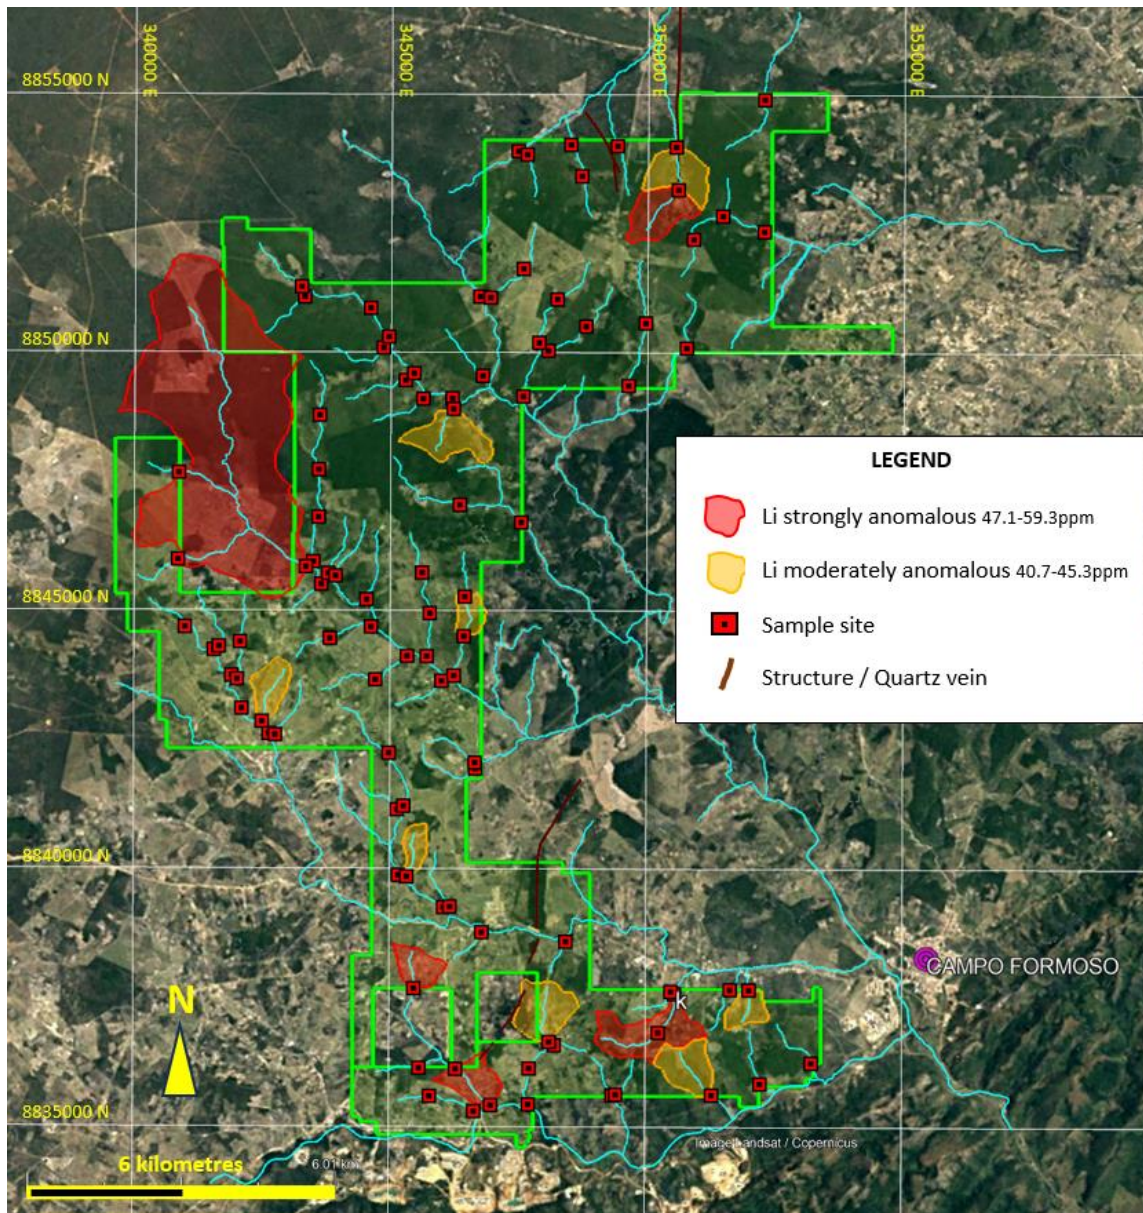 340000 E
345000 E
350000 E
355000 E
8855000 N
8850000 N
LEGEND
Li strongly anomalous 47.1-59.3ppm
Li moderately anomalous 40.7-45.3ppm
Sample site
Structure / Quartz vein
8845000 N
8840000 N
CAMPO FORMOSO
k
N
8835000 N
Image Landsat / Copernicus
6 kilometres
6.01 km